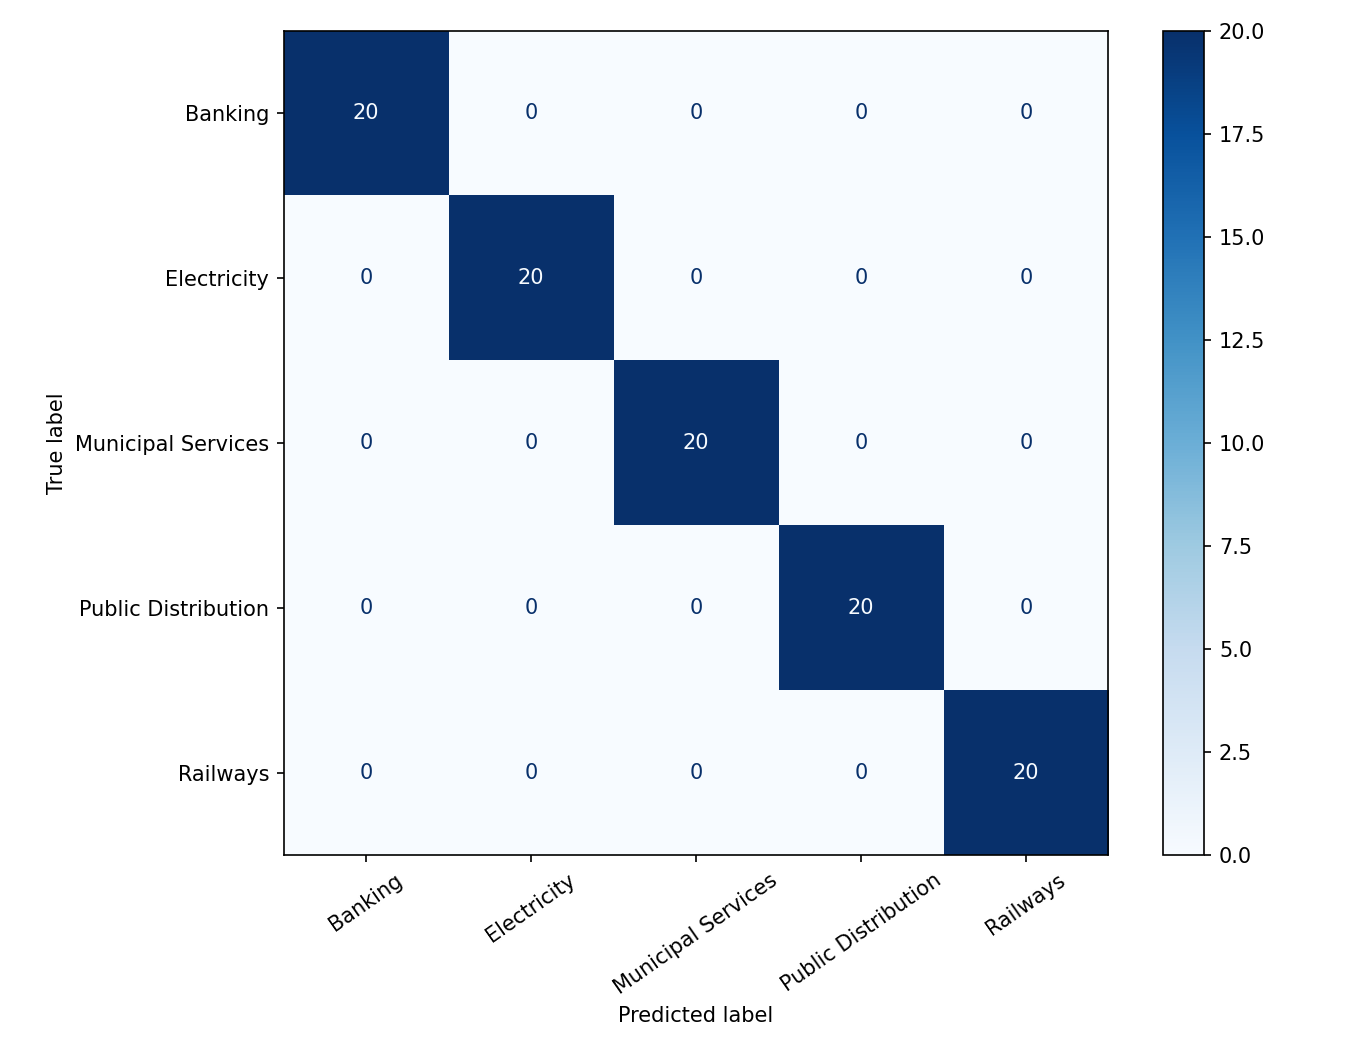 Banking 20 0 0 0 0
Electricity 0 20 0 0 0
Municipal Services 0 0 20 0 0
Public Distribution 0 0 0 20 0
Railways 0 0 0 0 20
True label
Banking Electricity Municipal Services Public Distribution Railways
Predicted label
20.0
17.5
15.0
12.5
10.0
7.5
5.0
2.5
0.0